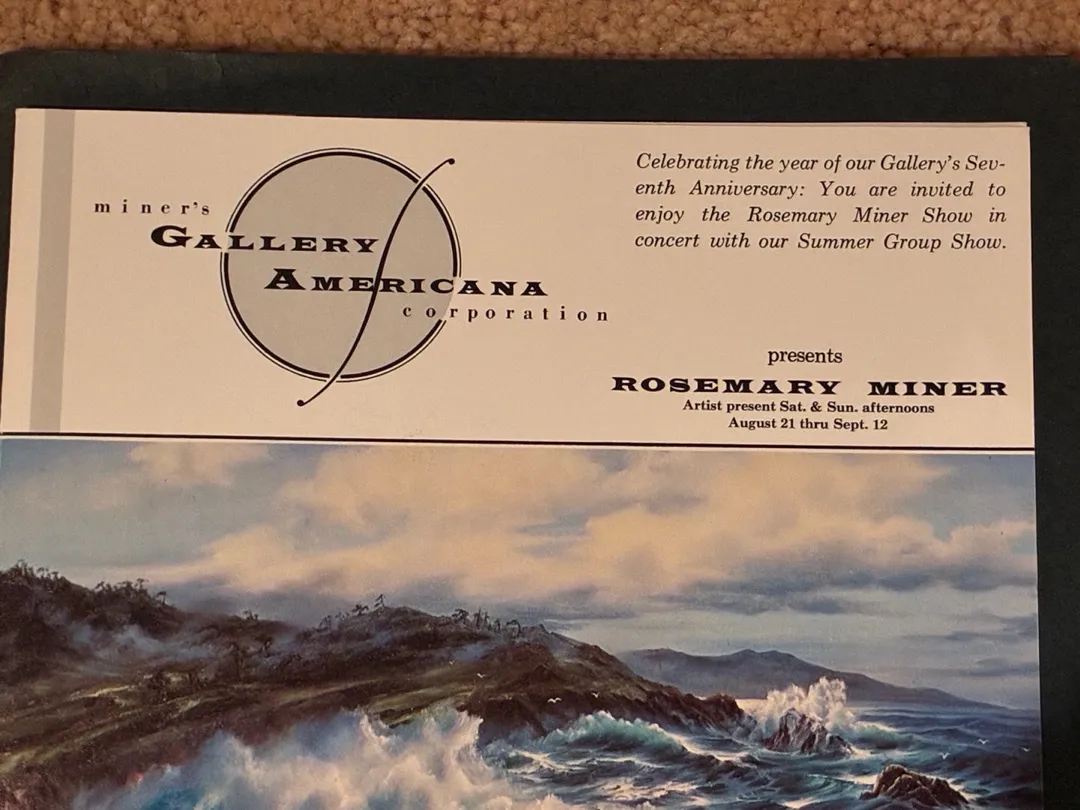 miner's
GALLERY
AMERICANA
corporation
Celebrating the year of our Gallery's Sev-
enth Anniversary: You are invited to
enjoy the Rosemary Miner Show in
concert with our Summer Group Show.
presents
ROSEMARY MINER
Artist present Sat. & Sun. afternoons
August 21 thru Sept. 12